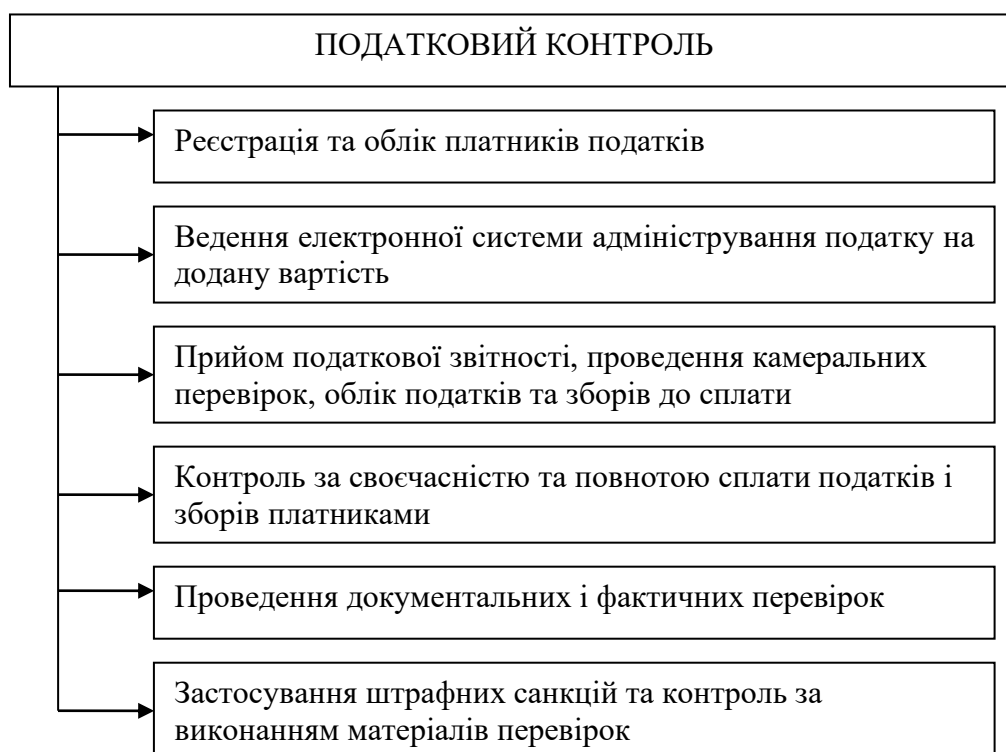 ПОДАТКОВИЙ КОНТРОЛЬ
Реєстрація та облік платників податків
Ведення електронної системи адміністрування податку на
додану вартість
Прийом податкової звітності, проведення камеральних
перевірок, облік податків та зборів до сплати
Контроль за своєчасністю та повнотою сплати податків і
зборів платниками
Проведення документальних і фактичних перевірок
Застосування штрафних санкцій та контроль за
виконанням матеріалів перевірок